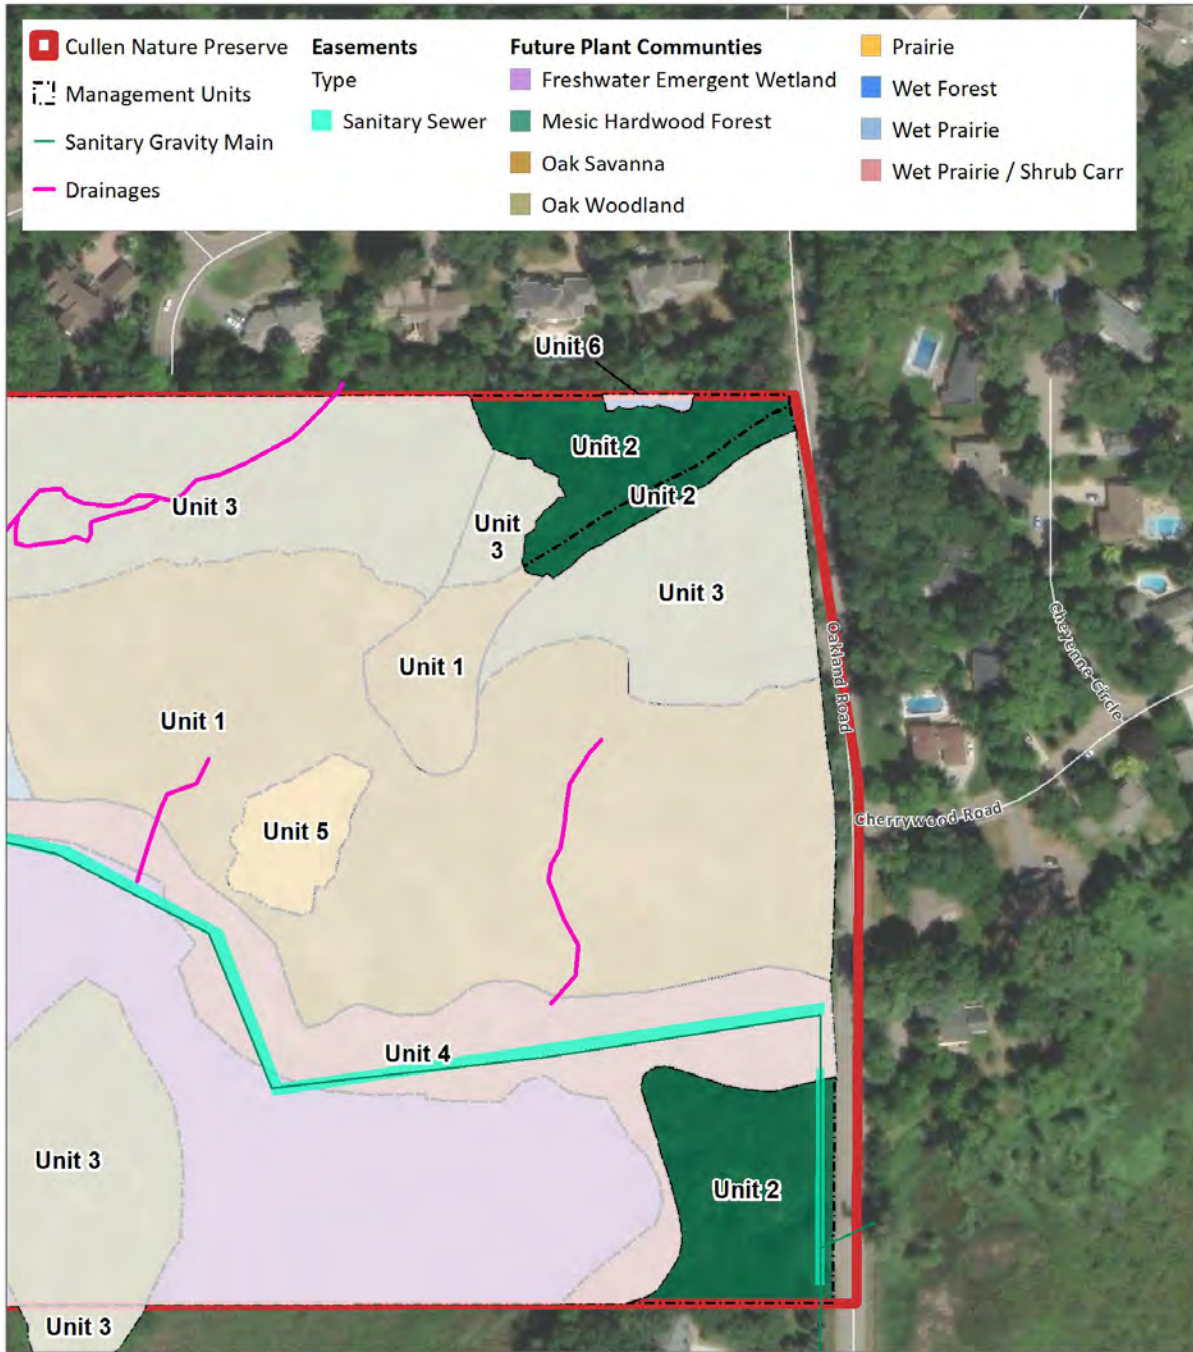 Cullen Nature Preserve
Management Units
Sanitary Gravity Main
Drainages
Easements
Type
Sanitary Sewer
Future Plant Communties
Freshwater Emergent Wetland
Mesic Hardwood Forest
Oak Savanna
Oak Woodland
Prairie
Wet Forest
Wet Prairie
Wet Prairie / Shrub Carr
Unit 6
Unit 2
Unit 2
Unit 3
Unit
3
Unit 3
Unit 1
Unit 1
Unit 5
Oakland Road
Cheyenne Circle
Cherrywood Road
Unit 4
Unit 3
Unit 2
Unit 3